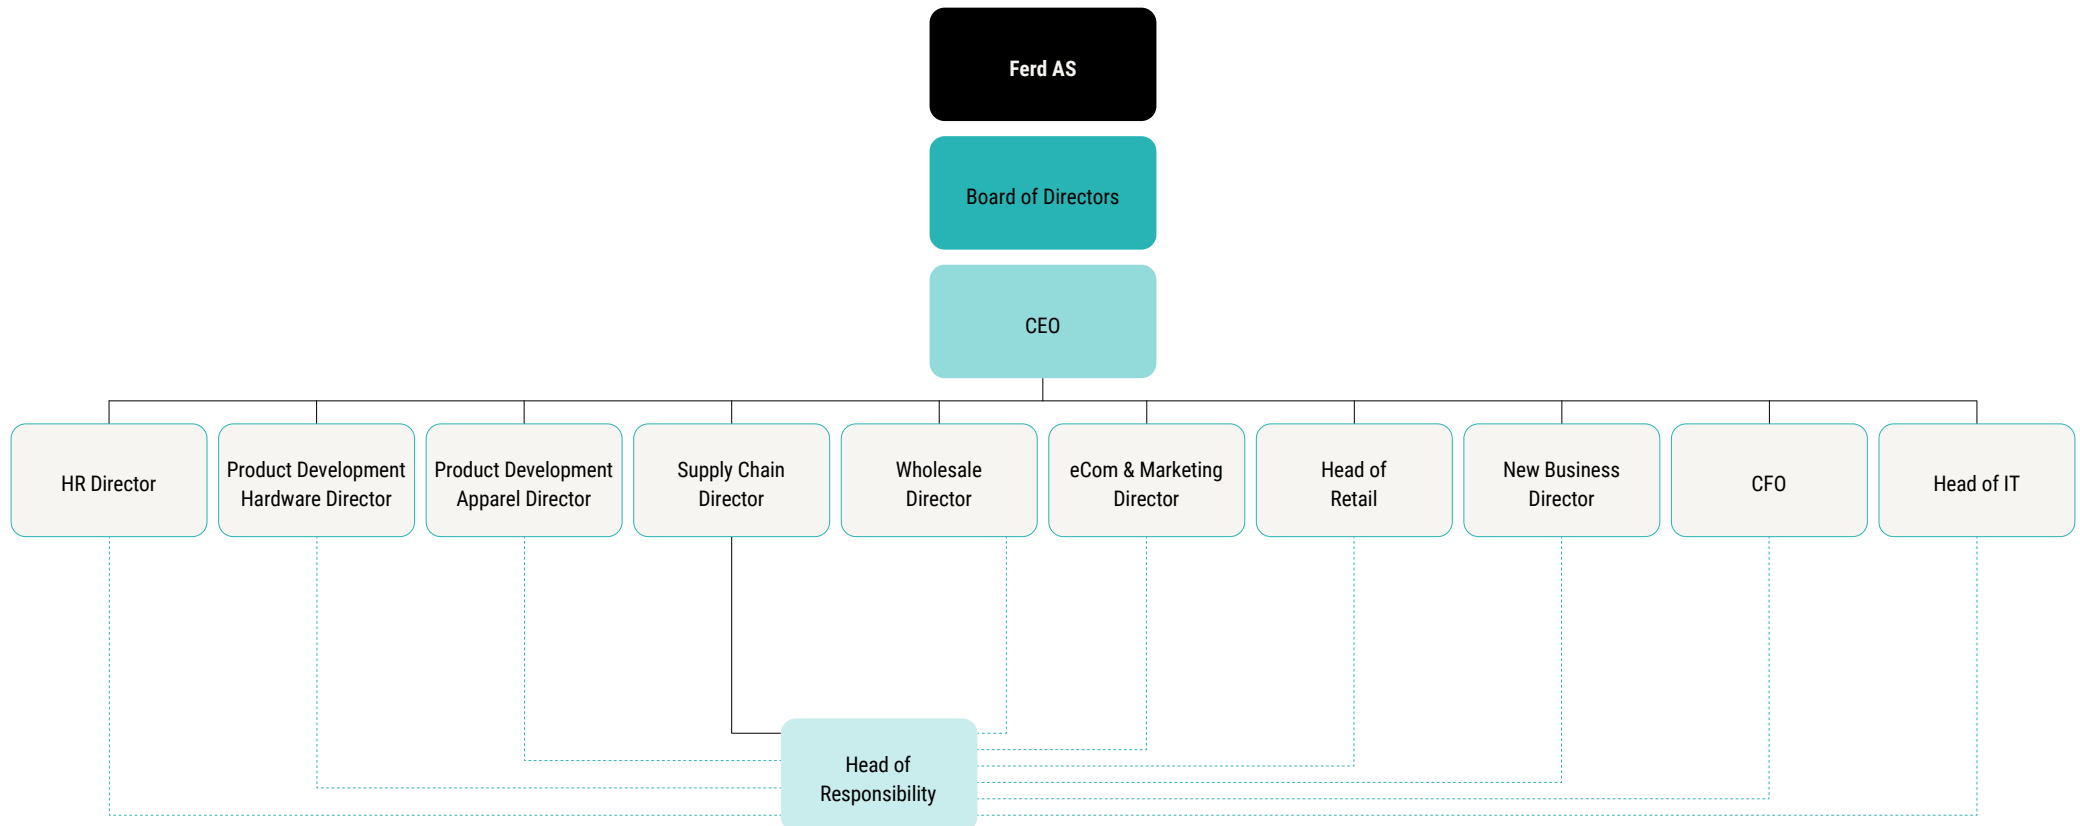 Ferd AS
Board of Directors
CEO
HR Director
Product Development
Hardware Director
Product Development
Apparel Director
Supply Chain
Director
Wholesale
Director
eCom & Marketing
Director
Head of
Retail
New Business
Director
CFO
Head of IT
Head of
Responsibility